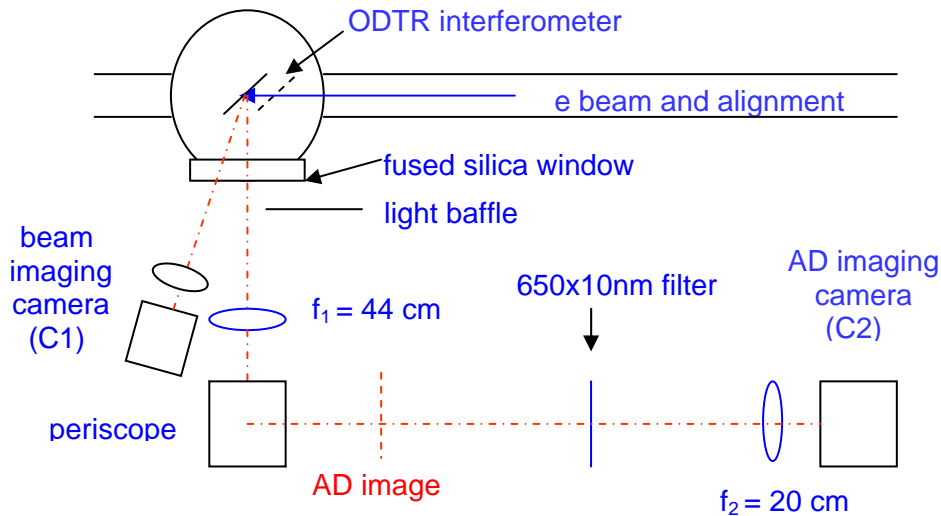 ODTR interferometer
e beam and alignment
fused silica window
light baffle
beam
imaging
camera
(C1)
f₁ = 44 cm
650x10nm filter
AD imaging
camera
(C2)
periscope
AD image
f₂ = 20 cm